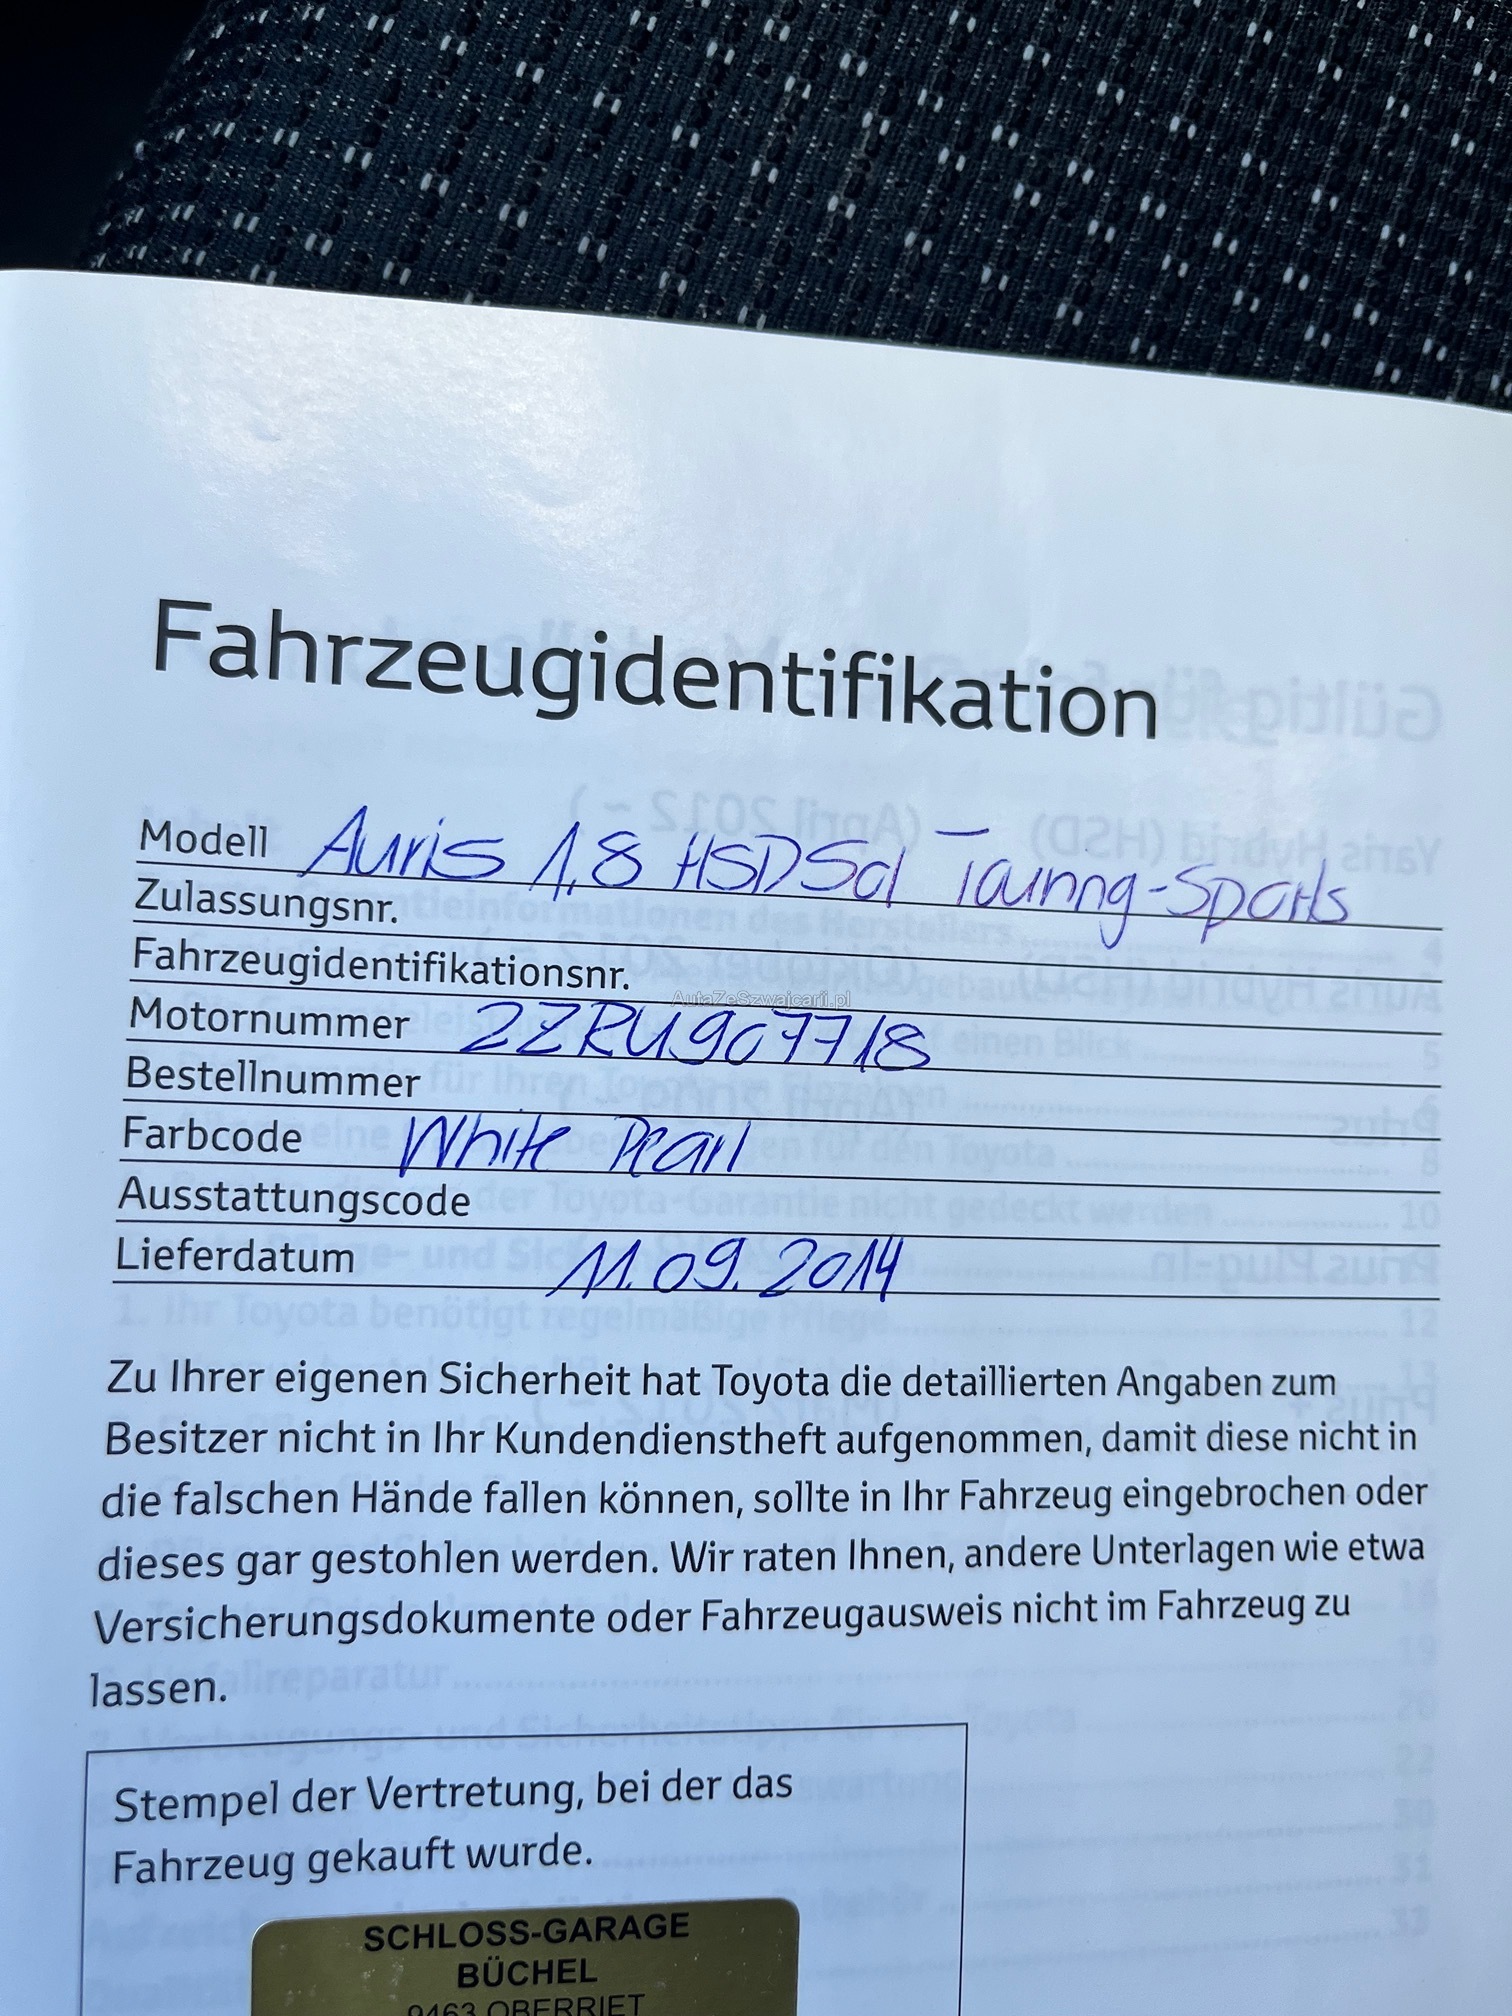 Fahrzeugidentifikation
Modell Auris 1,8 HSD Sol Touring-Sports
Zulassungsnr.
Fahrzeugidentifikationsnr.
AutaZeSzwajcarii.pl
Motornummer 2ZRU907718
Bestellnummer
Farbcode White Pearl
Ausstattungscode
Lieferdatum 11.09.2014
Zu Ihrer eigenen Sicherheit hat Toyota die detaillierten Angaben zum
Besitzer nicht in Ihr Kundendienstheft aufgenommen, damit diese nicht in
die falschen Hände fallen können, sollte in Ihr Fahrzeug eingebrochen oder
dieses gar gestohlen werden. Wir raten Ihnen, andere Unterlagen wie etwa
Versicherungsdokumente oder Fahrzeugausweis nicht im Fahrzeug zu
lassen.
Stempel der Vertretung, bei der das
Fahrzeug gekauft wurde.
SCHLOSS-GARAGE
BÜCHEL
9463 OBERRIET